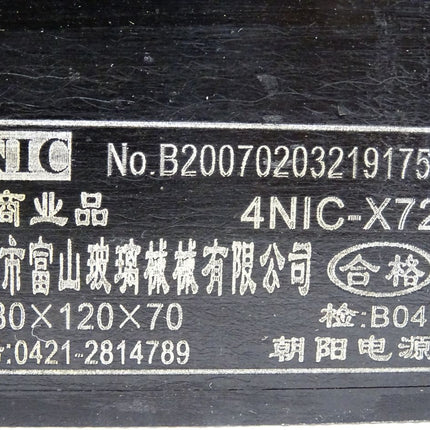 NIC No.B20070203219175
商业品 4NIC-X72
市富山玻璃械械有限公司 合格
80×120×70 检:B04
:0421-2814789 朝阳电源